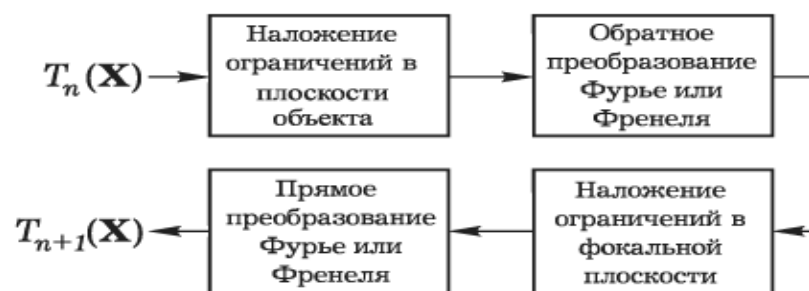 Tn(X)
Наложение
ограничений в
плоскости
объекта
Обратное
преобразование
Фурье или
Френеля
Tn+1(X)
Прямое
преобразование
Фурье или
Френеля
Наложение
ограничений в
фокальной
плоскости